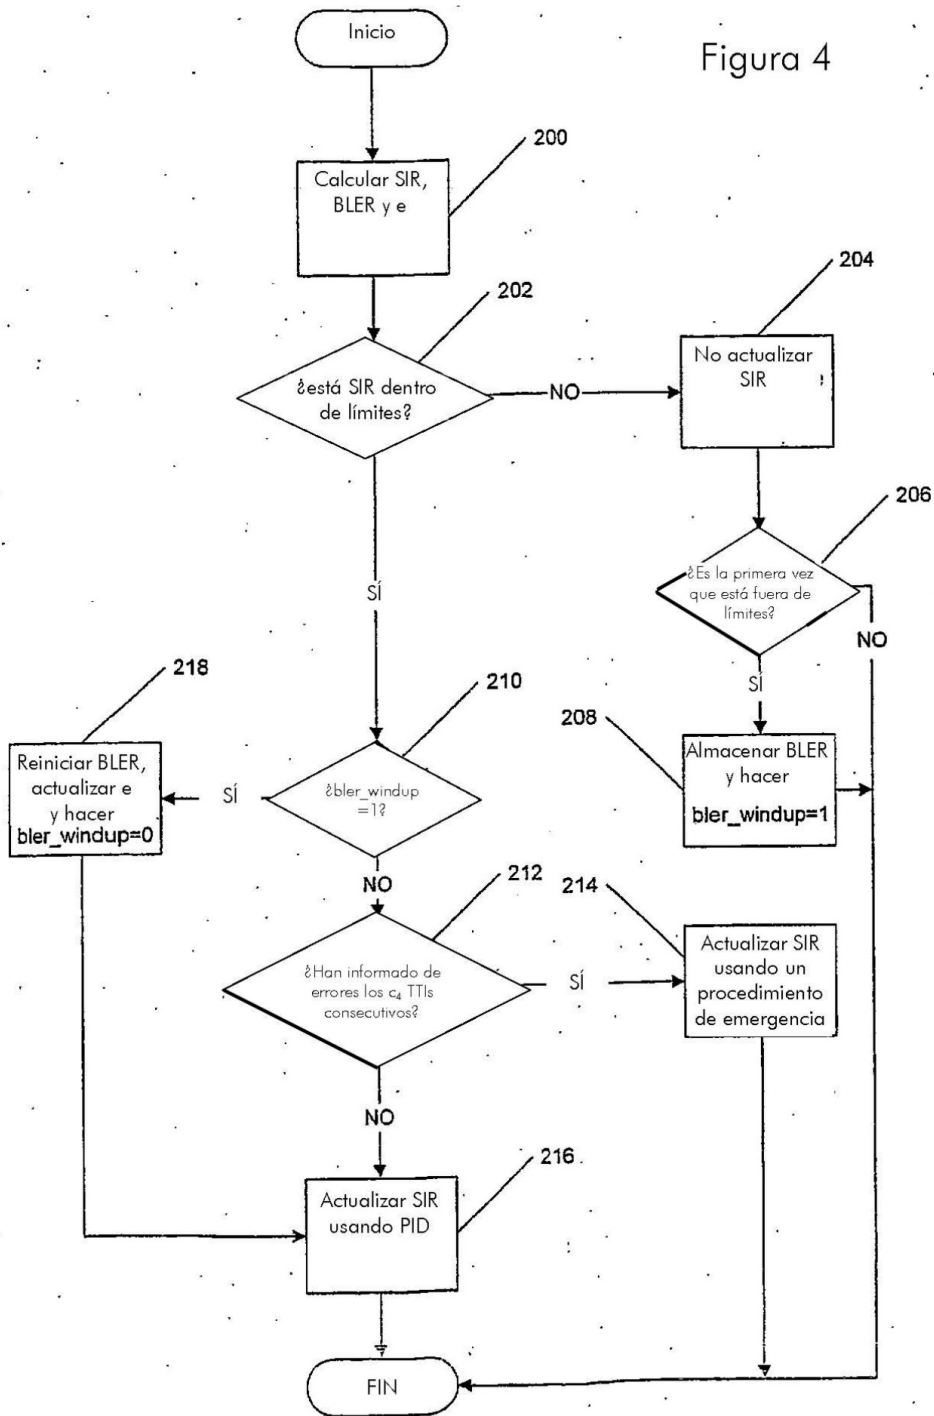 Inicio
Figura 4
200
Calcular SIR,
BLER y e
202
204
¿está SIR dentro
de límites?
NO
No actualizar
SIR
206
¿Es la primera vez
que está fuera de
límites?
NO
SÍ
SÍ
218
210
208
Reiniciar BLER,
actualizar e
y hacer
bler_windup=0
SÍ
¿bler_windup
=1?
Almacenar BLER
y hacer
bler_windup=1
NO
212
214
¿Han informado de
errores los c₄ TTIs
consecutivos?
SÍ
Actualizar SIR
usando un
procedimiento
de emergencia
NO
216
Actualizar SIR
usando PID
FIN